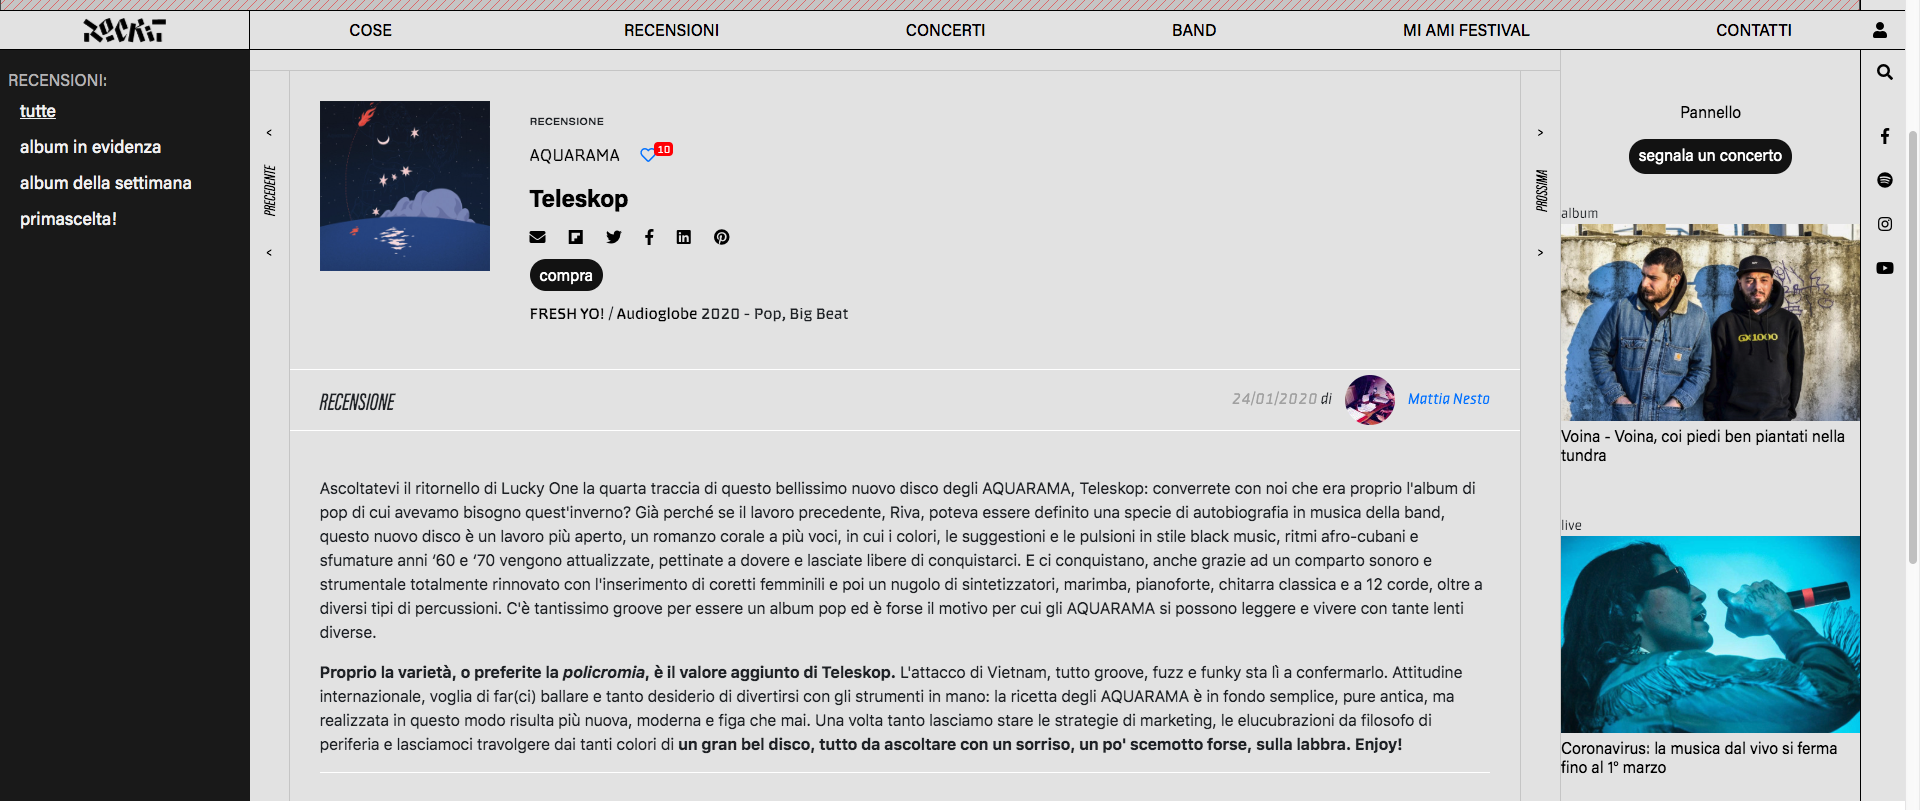 ROCKIT
COSE
RECENSIONI
CONCERTI
BAND
MI AMI FESTIVAL
CONTATTI
RECENSIONI:
tutte
album in evidenza
album della settimana
primascelta!
<
PRECEDENTE
<
RECENSIONE
AQUARAMA 10
Teleskop
compra
FRESH YO! / Audioglobe 2020 - Pop, Big Beat
>
PROSSIMA
>
RECENSIONE
24/01/2020 di Mattia Nesto
Ascoltatevi il ritornello di Lucky One la quarta traccia di questo bellissimo nuovo disco degli AQUARAMA, Teleskop: converrete con noi che era proprio l'album di
pop di cui avevamo bisogno quest'inverno? Già perché se il lavoro precedente, Riva, poteva essere definito una specie di autobiografia in musica della band,
questo nuovo disco è un lavoro più aperto, un romanzo corale a più voci, in cui i colori, le suggestioni e le pulsioni in stile black music, ritmi afro-cubani e
sfumature anni ‘60 e ‘70 vengono attualizzate, pettinate a dovere e lasciate libere di conquistarci. E ci conquistano, anche grazie ad un comparto sonoro e
strumentale totalmente rinnovato con l'inserimento di coretti femminili e poi un nugolo di sintetizzatori, marimba, pianoforte, chitarra classica e a 12 corde, oltre a
diversi tipi di percussioni. C'è tantissimo groove per essere un album pop ed è forse il motivo per cui gli AQUARAMA si possono leggere e vivere con tante lenti
diverse.
Proprio la varietà, o preferite la policromia, è il valore aggiunto di Teleskop. L'attacco di Vietnam, tutto groove, fuzz e funky sta lì a confermarlo. Attitudine
internazionale, voglia di far(ci) ballare e tanto desiderio di divertirsi con gli strumenti in mano: la ricetta degli AQUARAMA è in fondo semplice, pure antica, ma
realizzata in questo modo risulta più nuova, moderna e figa che mai. Una volta tanto lasciamo stare le strategie di marketing, le elucubrazioni da filosofo di
periferia e lasciamoci travolgere dai tanti colori di un gran bel disco, tutto da ascoltare con un sorriso, un po' scemotto forse, sulla labbra. Enjoy!
Pannello
segnala un concerto
album
GX1000
Voina - Voina, coi piedi ben piantati nella
tundra
live
Coronavirus: la musica dal vivo si ferma
fino al 1° marzo